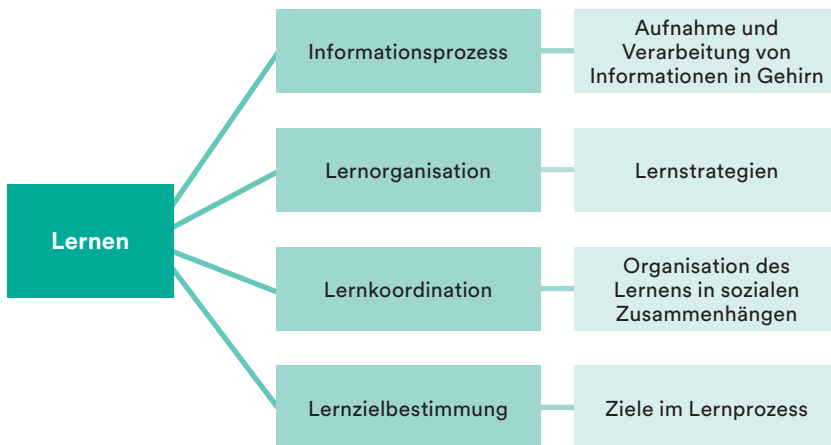 Lernen
Informationsprozess
Aufnahme und
Verarbeitung von
Informationen in Gehirn
Lernorganisation
Lernstrategien
Lernkoordination
Organisation des
Lernens in sozialen
Zusammenhängen
Lernzielbestimmung
Ziele im Lernprozess